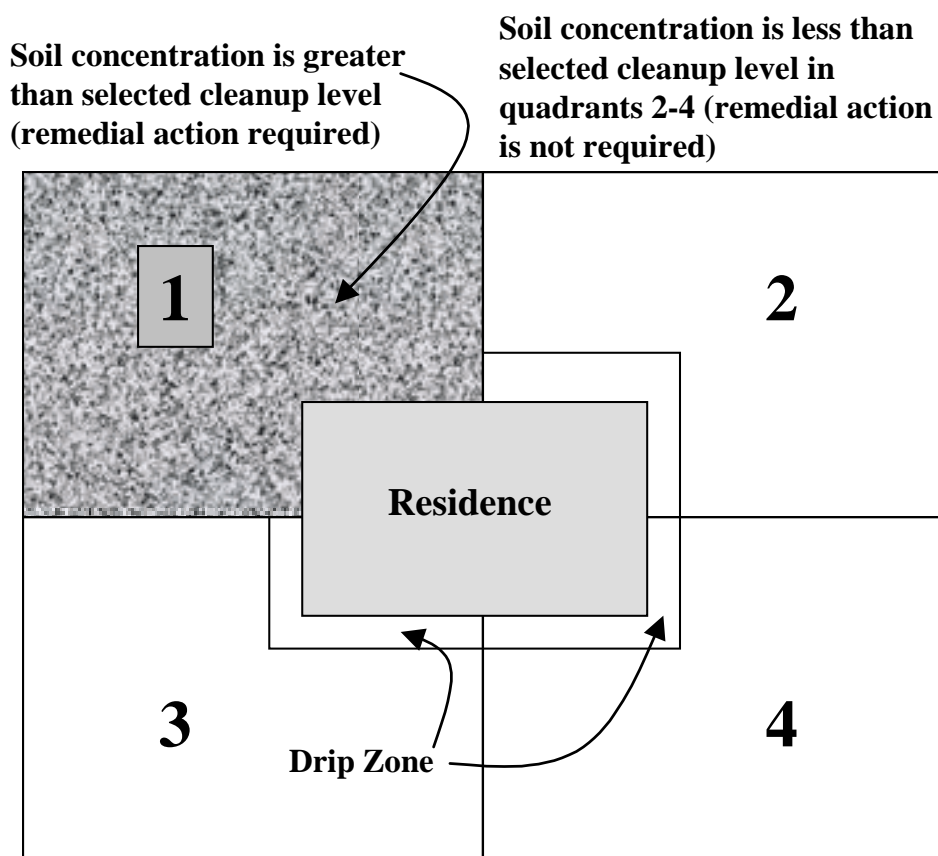 Soil concentration is greater
than selected cleanup level
(remedial action required)
Soil concentration is less than
selected cleanup level in
quadrants 2-4 (remedial action
is not required)
1
2
Residence
3
4
Drip Zone